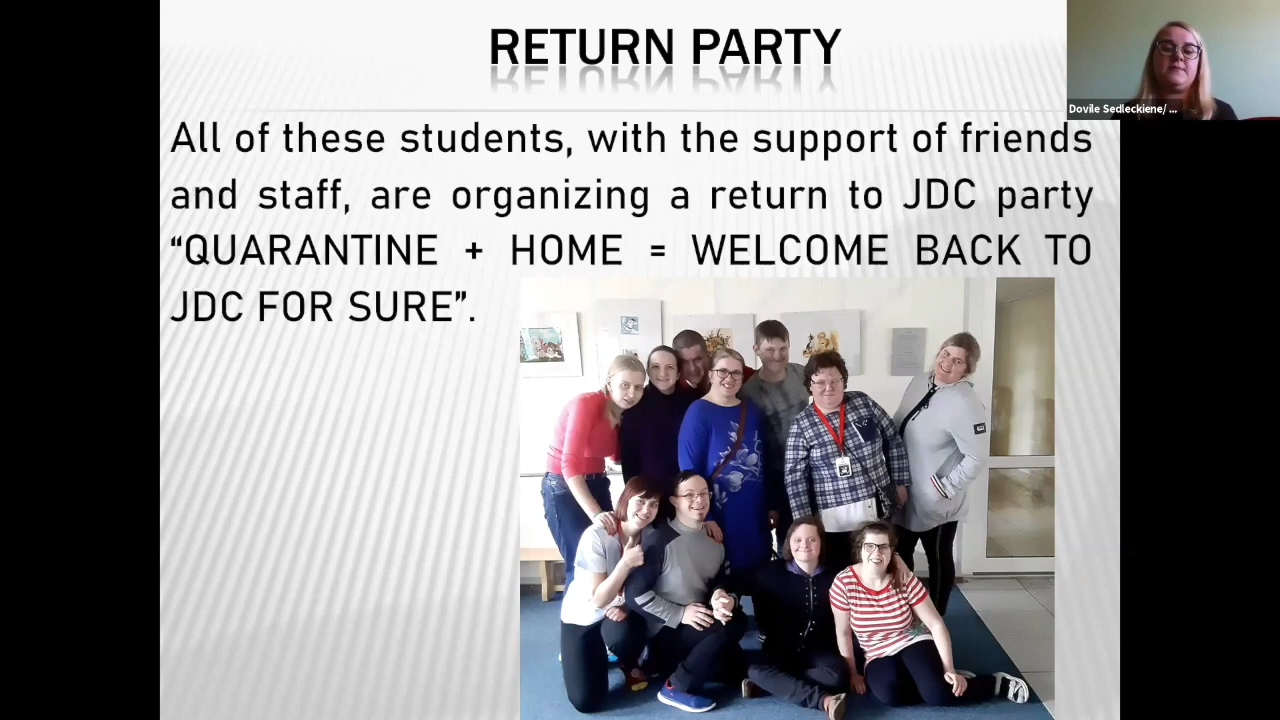 RETURN PARTY
Dovile Sedleckiene/ ...
All of these students, with the support of friends
and staff, are organizing a return to JDC party
“QUARANTINE + HOME = WELCOME BACK TO
JDC FOR SURE”.